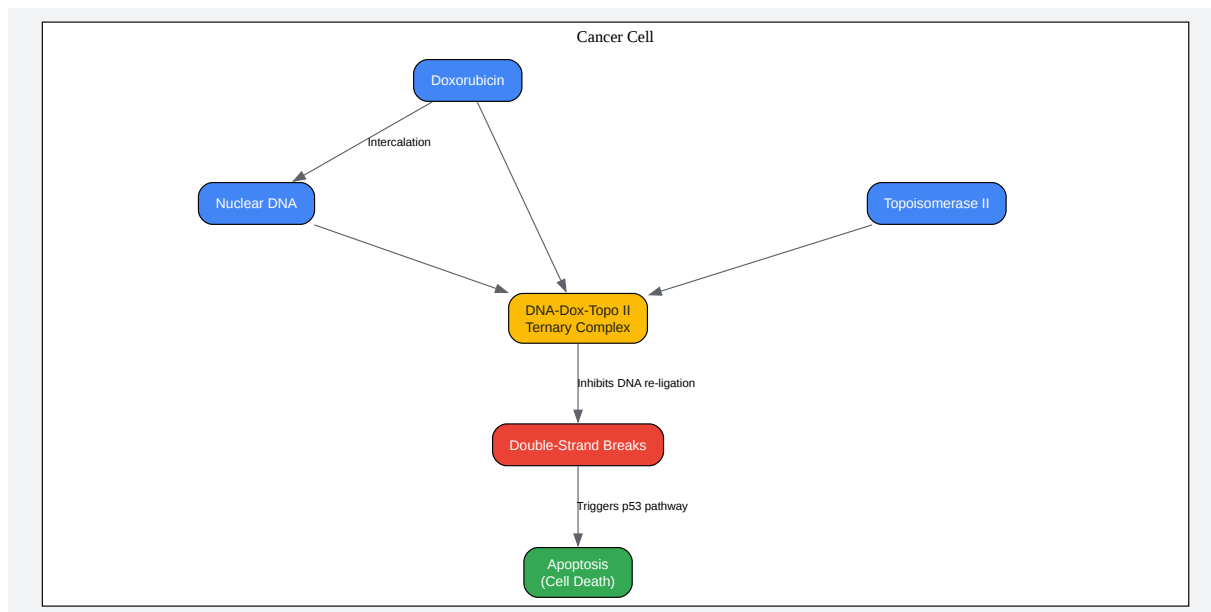 Cancer Cell
Doxorubicin
Intercalation
Nuclear DNA
Topoisomerase II
DNA-Dox-Topo II
Ternary Complex
Inhibits DNA re-ligation
Double-Strand Breaks
Triggers p53 pathway
Apoptosis
(Cell Death)